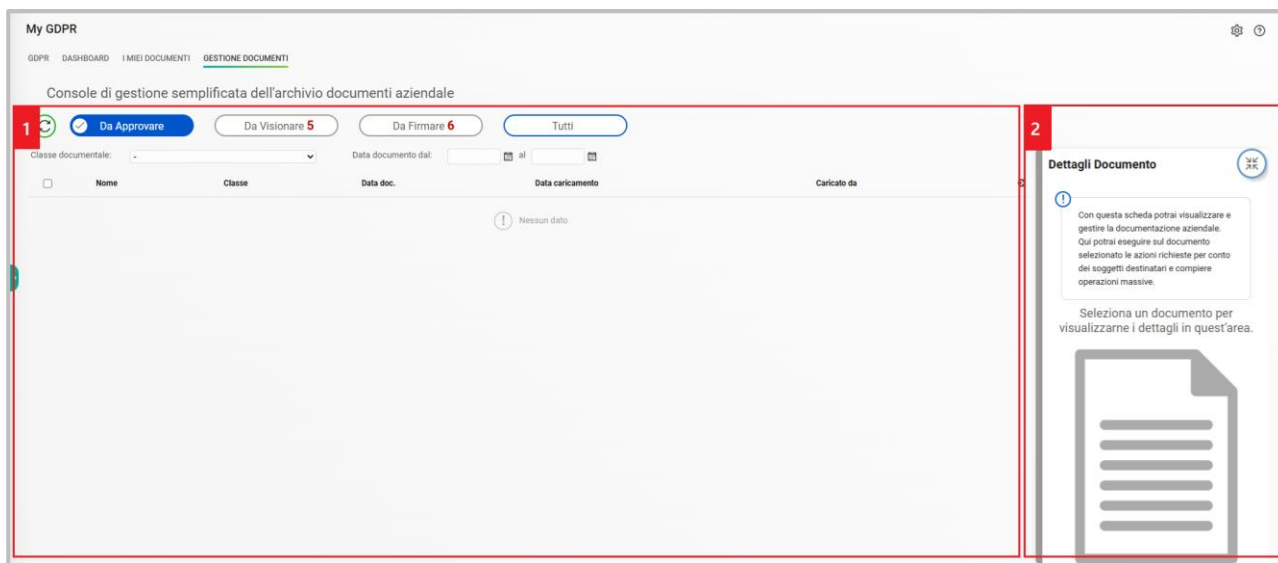 My GDPR
GDPR DASHBOARD I MIEI DOCUMENTI GESTIONE DOCUMENTI
Console di gestione semplificata dell'archivio documenti aziendale
1
Da Approvare Da Visionare 5 Da Firmare 6 Tutti
2
Classe documentale: - Data documento dal: al
Nome Classe Data doc. Data caricamento Caricato da
Nessun dato.
Dettagli Documento
Con questa scheda potrai visualizzare e
gestire la documentazione aziendale.
Qui potrai eseguire sul documento
selezionato le azioni richieste per conto
dei soggetti destinatari e compiere
operazioni massive.
Seleziona un documento per
visualizzarne i dettagli in quest'area.